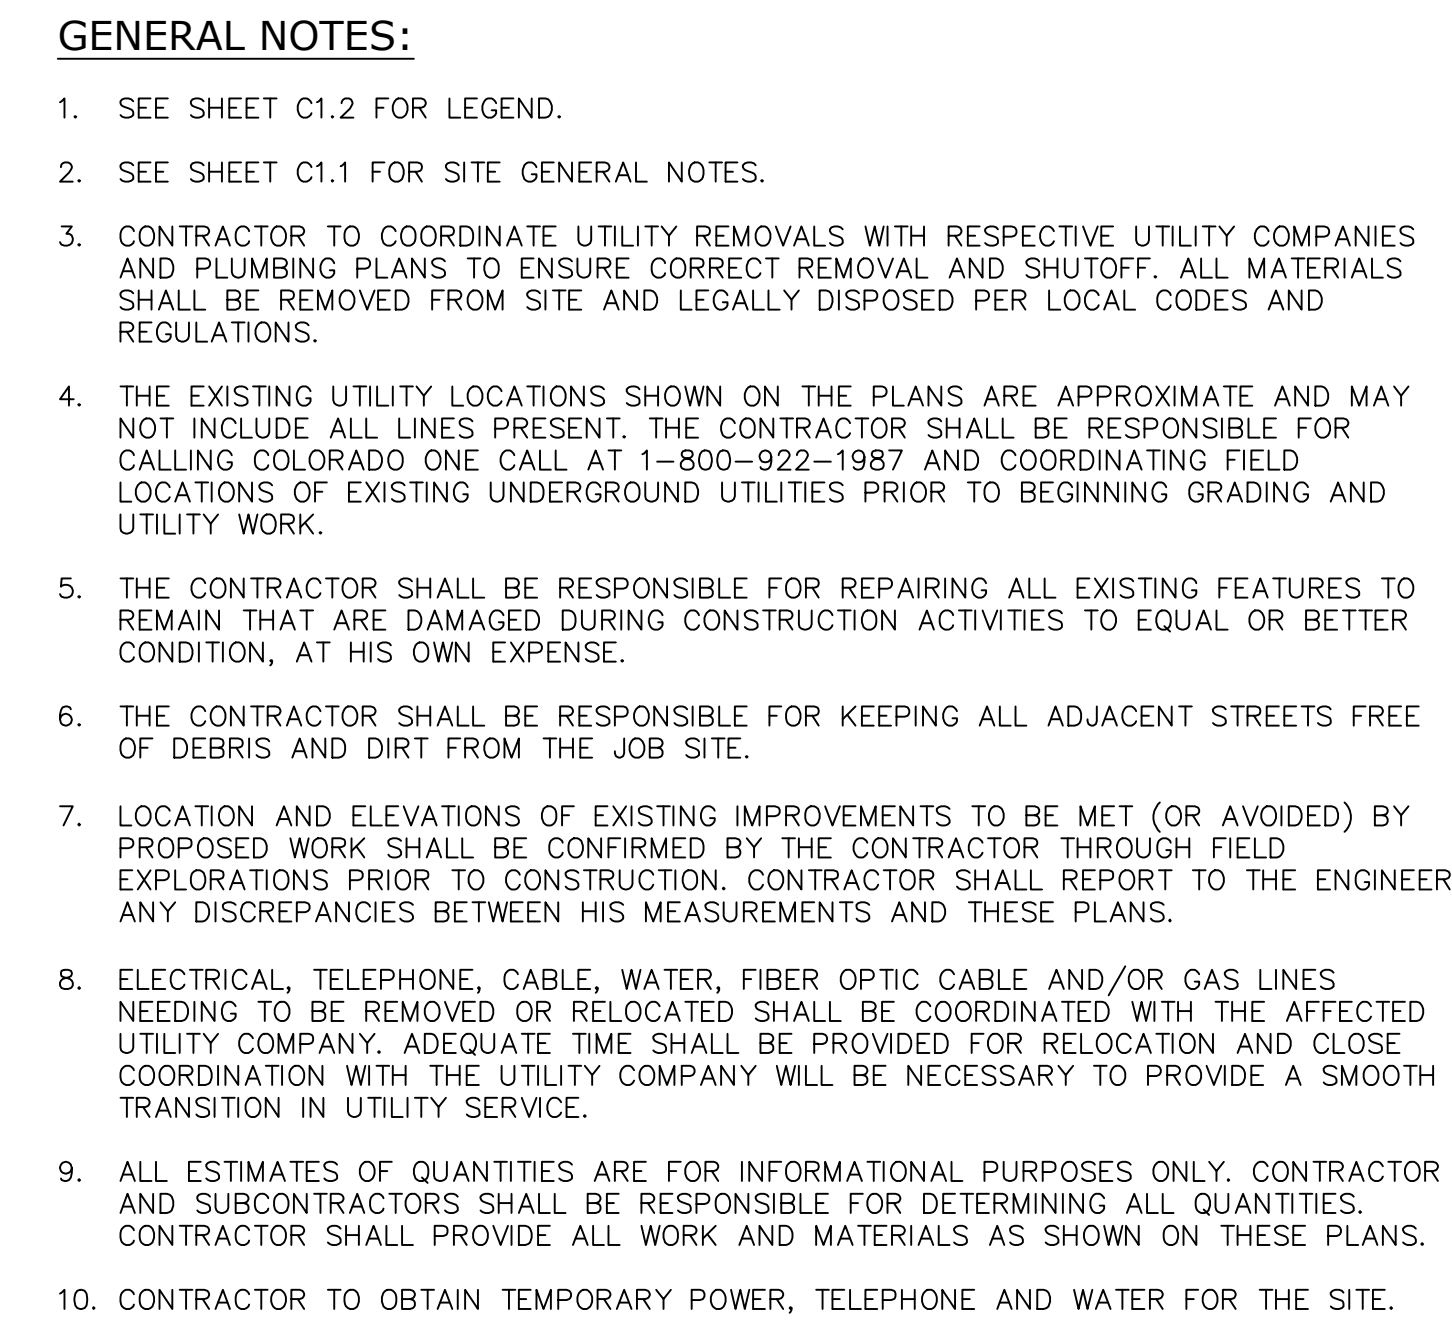 GENERAL NOTES:
1. SEE SHEET C1.2 FOR LEGEND.
2. SEE SHEET C1.1 FOR SITE GENERAL NOTES.
3. CONTRACTOR TO COORDINATE UTILITY REMOVALS WITH RESPECTIVE UTILITY COMPANIES
AND PLUMBING PLANS TO ENSURE CORRECT REMOVAL AND SHUTOFF. ALL MATERIALS
SHALL BE REMOVED FROM SITE AND LEGALLY DISPOSED PER LOCAL CODES AND
REGULATIONS.
4. THE EXISTING UTILITY LOCATIONS SHOWN ON THE PLANS ARE APPROXIMATE AND MAY
NOT INCLUDE ALL LINES PRESENT. THE CONTRACTOR SHALL BE RESPONSIBLE FOR
CALLING COLORADO ONE CALL AT 1–800–922–1987 AND COORDINATING FIELD
LOCATIONS OF EXISTING UNDERGROUND UTILITIES PRIOR TO BEGINNING GRADING AND
UTILITY WORK.
5. THE CONTRACTOR SHALL BE RESPONSIBLE FOR REPAIRING ALL EXISTING FEATURES TO
REMAIN THAT ARE DAMAGED DURING CONSTRUCTION ACTIVITIES TO EQUAL OR BETTER
CONDITION, AT HIS OWN EXPENSE.
6. THE CONTRACTOR SHALL BE RESPONSIBLE FOR KEEPING ALL ADJACENT STREETS FREE
OF DEBRIS AND DIRT FROM THE JOB SITE.
7. LOCATION AND ELEVATIONS OF EXISTING IMPROVEMENTS TO BE MET (OR AVOIDED) BY
PROPOSED WORK SHALL BE CONFIRMED BY THE CONTRACTOR THROUGH FIELD
EXPLORATIONS PRIOR TO CONSTRUCTION. CONTRACTOR SHALL REPORT TO THE ENGINEER
ANY DISCREPANCIES BETWEEN HIS MEASUREMENTS AND THESE PLANS.
8. ELECTRICAL, TELEPHONE, CABLE, WATER, FIBER OPTIC CABLE AND/OR GAS LINES
NEEDING TO BE REMOVED OR RELOCATED SHALL BE COORDINATED WITH THE AFFECTED
UTILITY COMPANY. ADEQUATE TIME SHALL BE PROVIDED FOR RELOCATION AND CLOSE
COORDINATION WITH THE UTILITY COMPANY WILL BE NECESSARY TO PROVIDE A SMOOTH
TRANSITION IN UTILITY SERVICE.
9. ALL ESTIMATES OF QUANTITIES ARE FOR INFORMATIONAL PURPOSES ONLY. CONTRACTOR
AND SUBCONTRACTORS SHALL BE RESPONSIBLE FOR DETERMINING ALL QUANTITIES.
CONTRACTOR SHALL PROVIDE ALL WORK AND MATERIALS AS SHOWN ON THESE PLANS.
10. CONTRACTOR TO OBTAIN TEMPORARY POWER, TELEPHONE AND WATER FOR THE SITE.